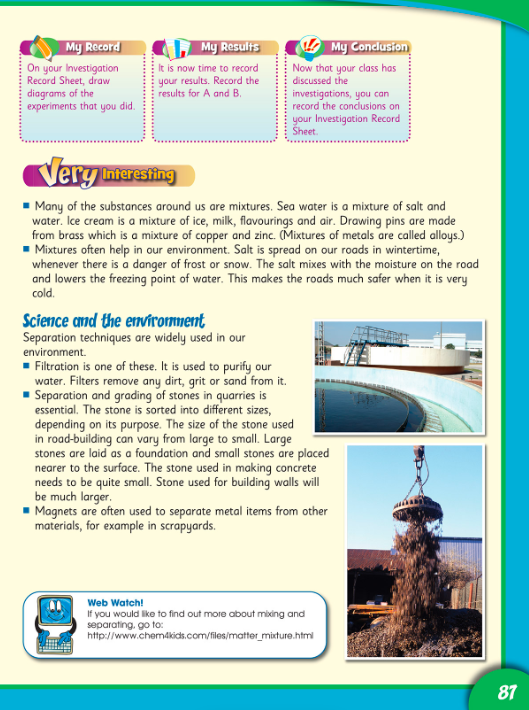 My Record
On your Investigation
Record Sheet, draw
diagrams of the
experiments that you did.
My Results
It is now time to record
your results. Record the
results for A and B.
My Conclusion
Now that your class has
discussed the
investigations, you can
record the conclusions on
your Investigation Record
Sheet.
Very Interesting
Many of the substances around us are mixtures. Sea water is a mixture of salt and
water. Ice cream is a mixture of ice, milk, flavourings and air. Drawing pins are made
from brass which is a mixture of copper and zinc. (Mixtures of metals are called alloys.)
Mixtures often help in our environment. Salt is spread on our roads in wintertime,
whenever there is a danger of frost or snow. The salt mixes with the moisture on the road
and lowers the freezing point of water. This makes the roads much safer when it is very
cold.
Science and the environment
Separation techniques are widely used in our
environment.
Filtration is one of these. It is used to purify our
water. Filters remove any dirt, grit or sand from it.
Separation and grading of stones in quarries is
essential. The stone is sorted into different sizes,
depending on its purpose. The size of the stone used
in road-building can vary from large to small. Large
stones are laid as a foundation and small stones are placed
nearer to the surface. The stone used in making concrete
needs to be quite small. Stone used for building walls will
be much larger.
Magnets are often used to separate metal items from other
materials, for example in scrapyards.
Web Watch!
If you would like to find out more about mixing and
separating, go to:
http://www.chem4kids.com/files/matter_mixture.html
87